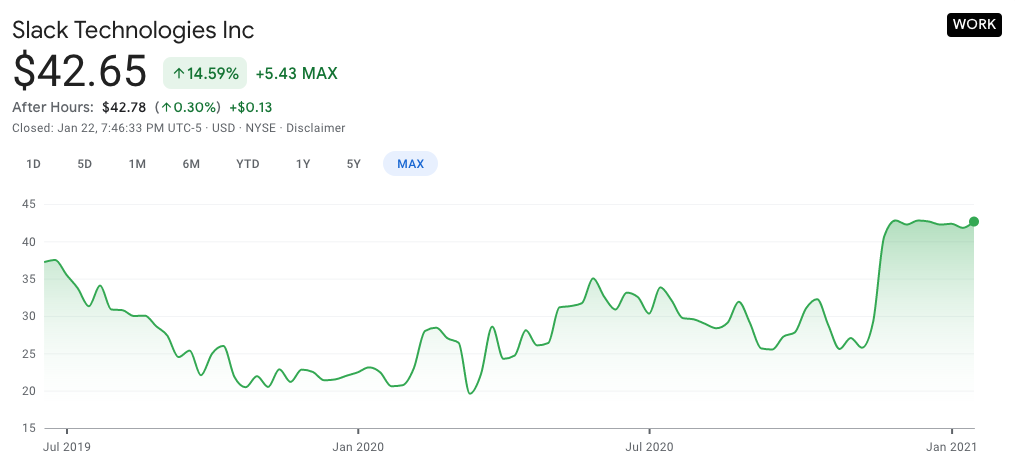 Slack Technologies Inc
WORK
$42.65 ↑14.59% +5.43 MAX
After Hours: $42.78 (↑0.30%) +$0.13
Closed: Jan 22, 7:46:33 PM UTC-5 · USD · NYSE · Disclaimer
1D 5D 1M 6M YTD 1Y 5Y MAX
45
40
35
30
25
20
15
Jul 2019 Jan 2020 Jul 2020 Jan 2021